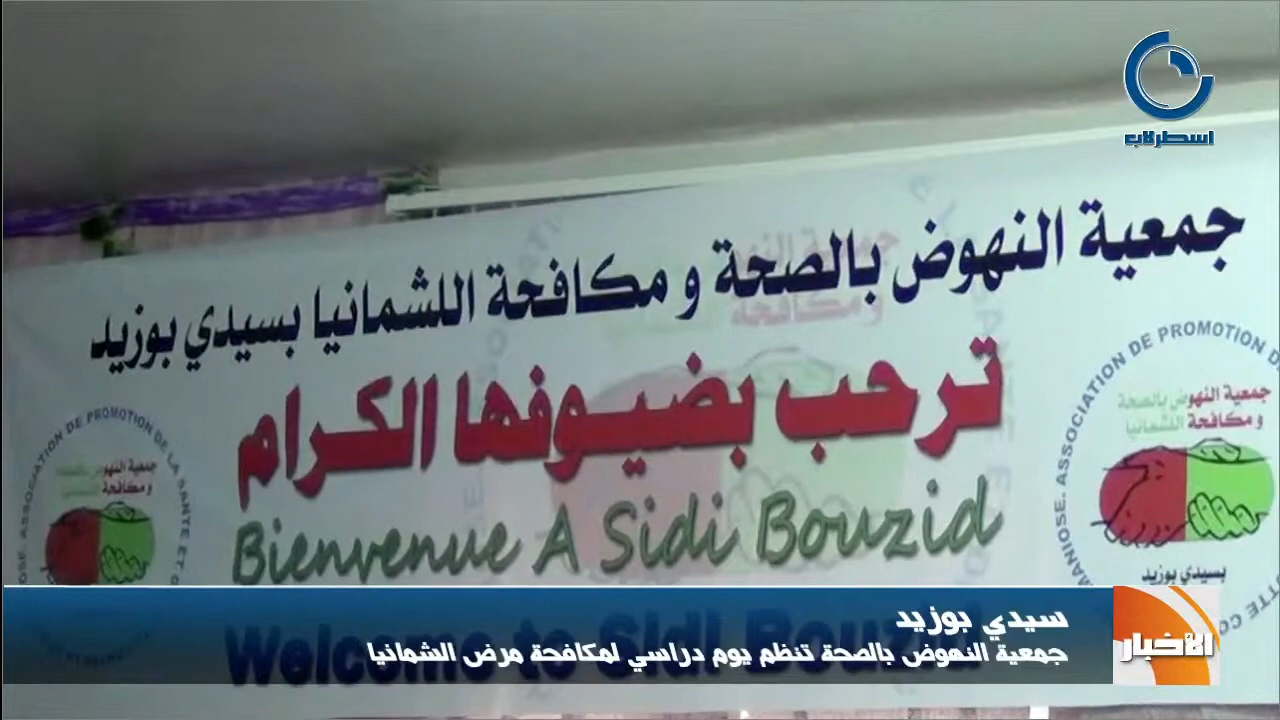 اسطرلاب
جمعية النهوض بالصحة و مكافحة اللشمانيا بسيدي بوزيد
ترحب بضيوفها الكرام
Bienvenue A Sidi Bouzid
Welcome to Sidi Bouzid
ASSOCIATION DE PROMOTION DE LA SANTE ET
جمعية النهوض بالصحة
و مكافحة
ASSOCIATION DE PROMOTION
جمعية النهوض بالصحة
و مكافحة اللشمانيا
بسيدي بوزيد
سيدي بوزيد
جمعية النهوض بالصحة تنظم يوم دراسي لمكافحة مرض الشمانيا
الأخبار